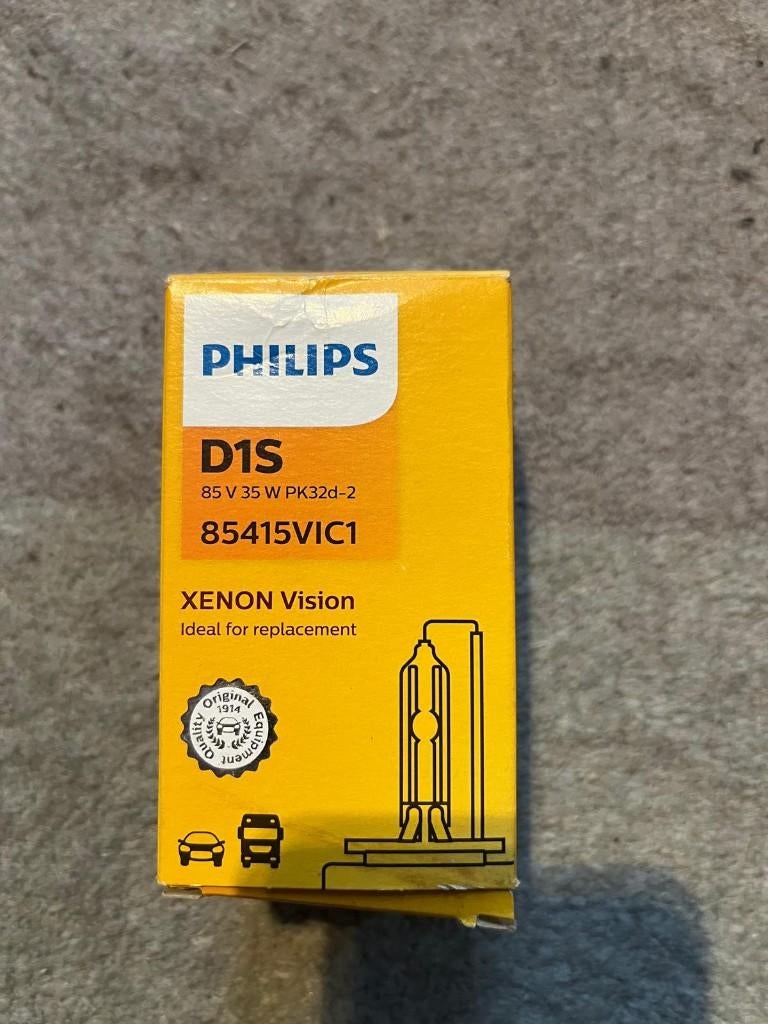 PHILIPS
D1S
85 V 35 W PK32d-2
85415VIC1
XENON Vision
Ideal for replacement
Original Equipment Quality
1914